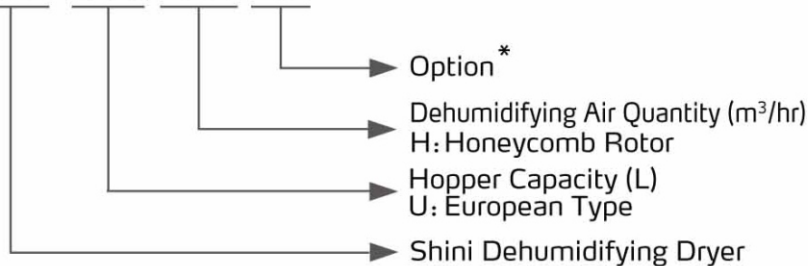 Option*
Dehumidifying Air Quantity (m³/hr)
H: Honeycomb Rotor
Hopper Capacity (L)
U: European Type
Shini Dehumidifying Dryer